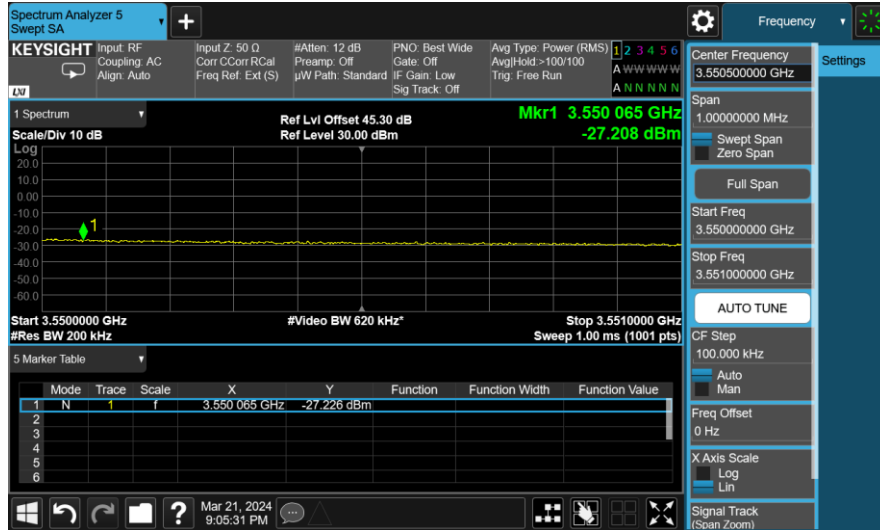 Spectrum Analyzer 5
Swept SA
Frequency
KEYSIGHT
LXI
Input: RF
Coupling: AC
Align: Auto
Input Z: 50 Ω
Corr CCorr RCal
Freq Ref: Ext (S)
#Atten: 12 dB
Preamp: Off
µW Path: Standard
PNO: Best Wide
Gate: Off
IF Gain: Low
Sig Track: Off
Avg Type: Power (RMS)
Avg|Hold:>100/100
Trig: Free Run
1 2 3 4 5 6
A W W W W W
A N N N N N
1 Spectrum
Scale/Div 10 dB
Ref Lvl Offset 45.30 dB
Ref Level 30.00 dBm
Mkr1 3.550 065 GHz
-27.208 dBm
Log
20.0
10.0
0.00
-10.0
-20.0
-30.0
-40.0
-50.0
-60.0
1
Start 3.5500000 GHz
#Res BW 200 kHz
#Video BW 620 kHz*
Stop 3.5510000 GHz
Sweep 1.00 ms (1001 pts)
5 Marker Table
Mode Trace Scale X Y Function Function Width Function Value
1 N 1 f 3.550 065 GHz -27.226 dBm
2
3
4
5
6
?
Mar 21, 2024
9:05:31 PM
Center Frequency
3.550500000 GHz
Settings
Span
1.00000000 MHz
Swept Span
Zero Span
Full Span
Start Freq
3.550000000 GHz
Stop Freq
3.551000000 GHz
AUTO TUNE
CF Step
100.000 kHz
Auto
Man
Freq Offset
0 Hz
X Axis Scale
Log
Lin
Signal Track
(Span Zoom)